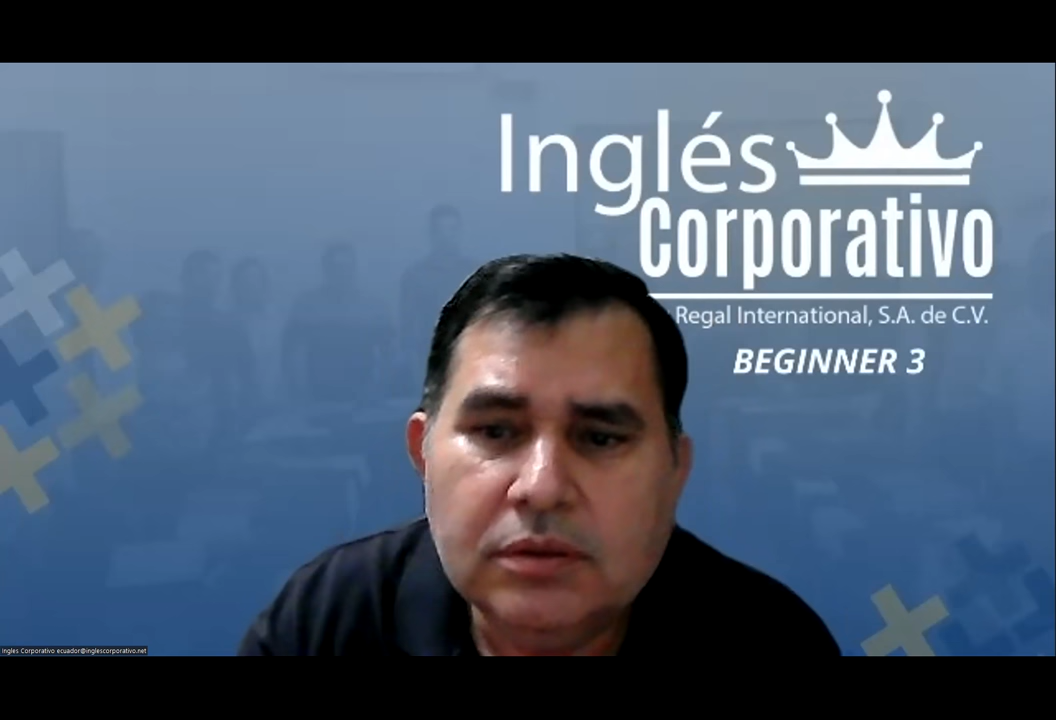 Inglés
Corporativo
Regal International, S.A. de C.V.
BEGINNER 3
Ingles Corporativo ecuador@inglescorporativo.net